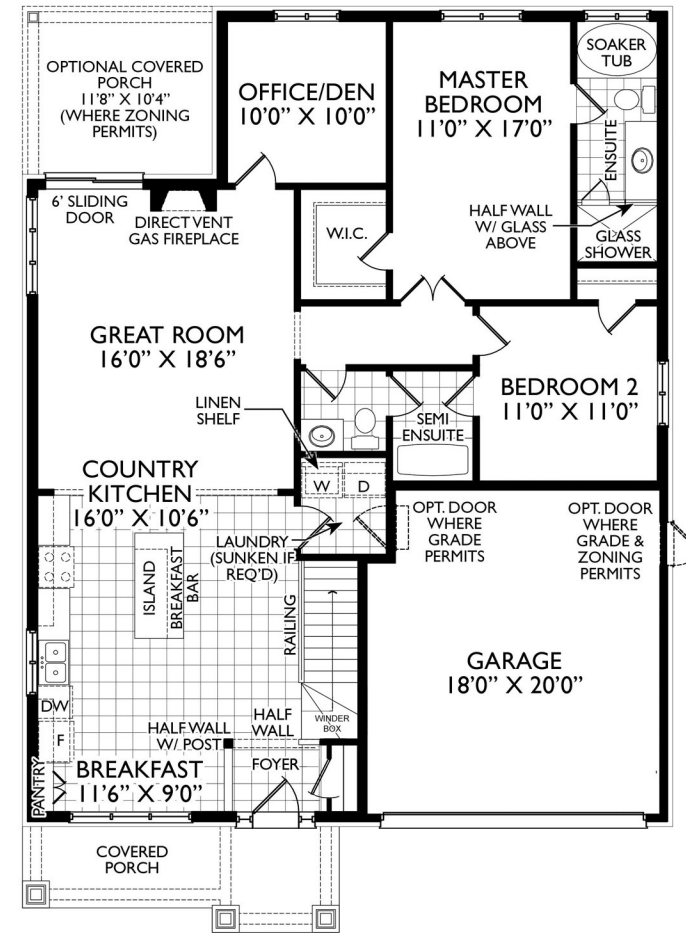 OPTIONAL COVERED
PORCH
11'8" X 10'4"
(WHERE ZONING
PERMITS)
OFFICE/DEN
10'0" X 10'0"
MASTER
BEDROOM
11'0" X 17'0"
SOAKER
TUB
ENSUITE
6' SLIDING
DOOR
DIRECT VENT
GAS FIREPLACE
W.I.C.
HALF WALL
W/ GLASS
ABOVE
GLASS
SHOWER
GREAT ROOM
16'0" X 18'6"
BEDROOM 2
11'0" X 11'0"
LINEN
SHELF
SEMI
ENSUITE
COUNTRY
KITCHEN
16'0" X 10'6"
W
D
LAUNDRY
(SUNKEN IF
REQ'D)
OPT. DOOR
WHERE
GRADE
PERMITS
OPT. DOOR
WHERE
GRADE &
ZONING
PERMITS
ISLAND
BREAKFAST
BAR
RAILING
GARAGE
18'0" X 20'0"
DW
F
HALF WALL
W/ POST
HALF
WALL
WINDER
BOX
PANTRY
BREAKFAST
11'6" X 9'0"
FOYER
COVERED
PORCH